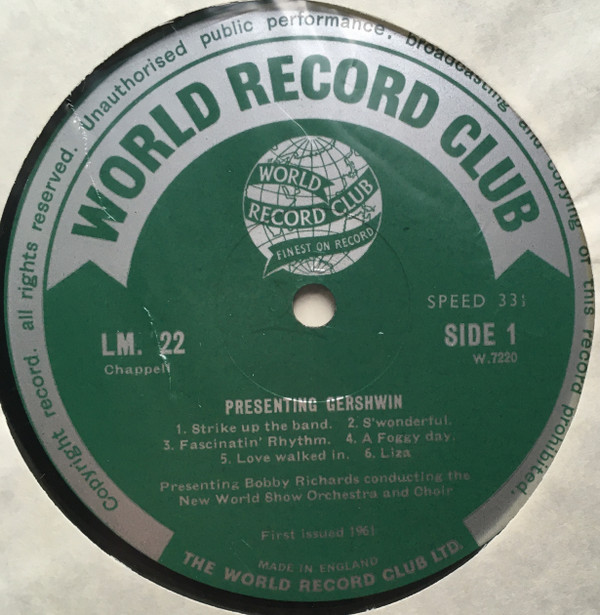 Copyright record. all rights reserved. Unauthorised public performance, broadcasting and copying of this record prohibited.
WORLD RECORD CLUB
WORLD
RECORD CLUB
FINEST ON RECORD
SPEED 33⅓
LM. 22
SIDE 1
Chappell
W.7220
PRESENTING GERSHWIN
1. Strike up the band. 2. S'wonderful.
3. Fascinatin' Rhythm. 4. A Foggy day.
5. Love walked in. 6. Liza
Presenting Bobby Richards conducting the
New World Show Orchestra and Choir
First issued 1961
MADE IN ENGLAND
THE WORLD RECORD CLUB LTD.